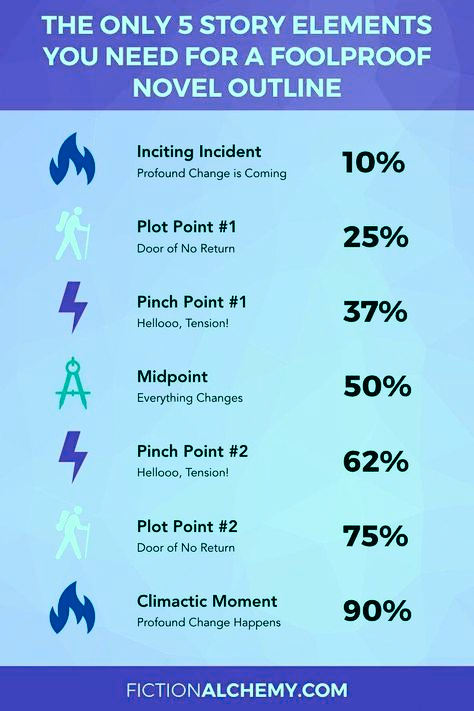 THE ONLY 5 STORY ELEMENTS
YOU NEED FOR A FOOLPROOF
NOVEL OUTLINE
Inciting Incident
Profound Change is Coming
10%
Plot Point #1
Door of No Return
25%
Pinch Point #1
Hellooo, Tension!
37%
Midpoint
Everything Changes
50%
Pinch Point #2
Hellooo, Tension!
62%
Plot Point #2
Door of No Return
75%
Climactic Moment
Profound Change Happens
90%
FICTIONALCHEMY.COM